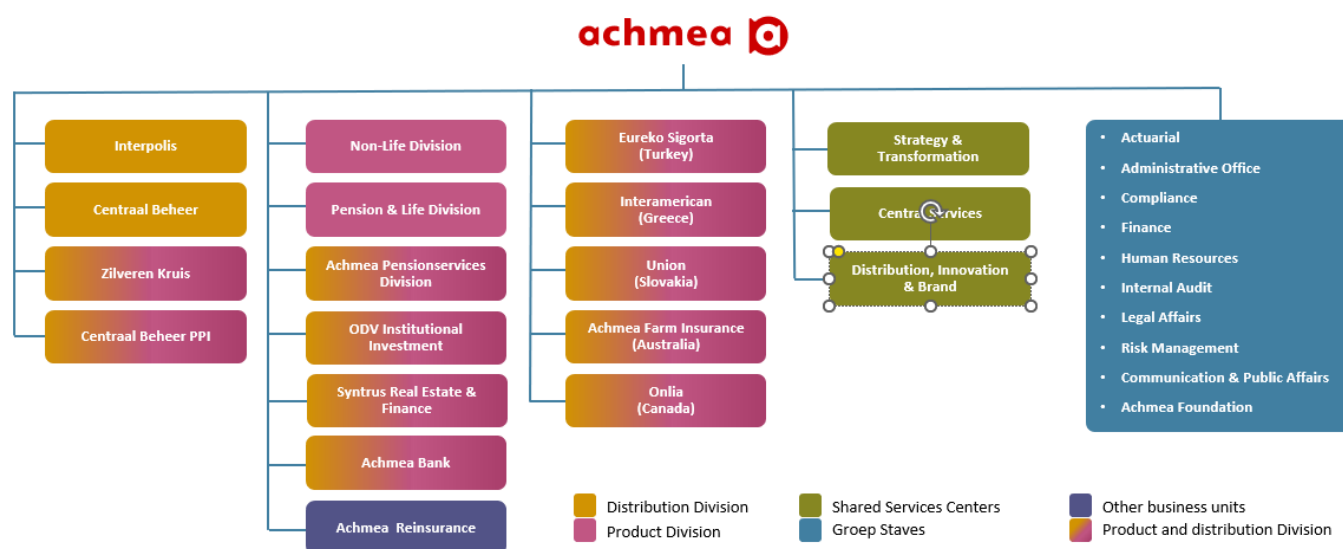 achmea
Interpolis
Centraal Beheer
Zilveren Kruis
Centraal Beheer PPI
Non-Life Division
Pension & Life Division
Achmea Pensionservices
Division
ODV Institutional
Investment
Syntrus Real Estate &
Finance
Achmea Bank
Achmea Reinsurance
Eureko Sigorta
(Turkey)
Interamerican
(Greece)
Union
(Slovakia)
Achmea Farm Insurance
(Australia)
Onlia
(Canada)
Strategy &
Transformation
Central Services
Distribution, Innovation
& Brand
• Actuarial
• Administrative Office
• Compliance
• Finance
• Human Resources
• Internal Audit
• Legal Affairs
• Risk Management
• Communication & Public Affairs
• Achmea Foundation
Distribution Division
Product Division
Shared Services Centers
Groep Staves
Other business units
Product and distribution Division